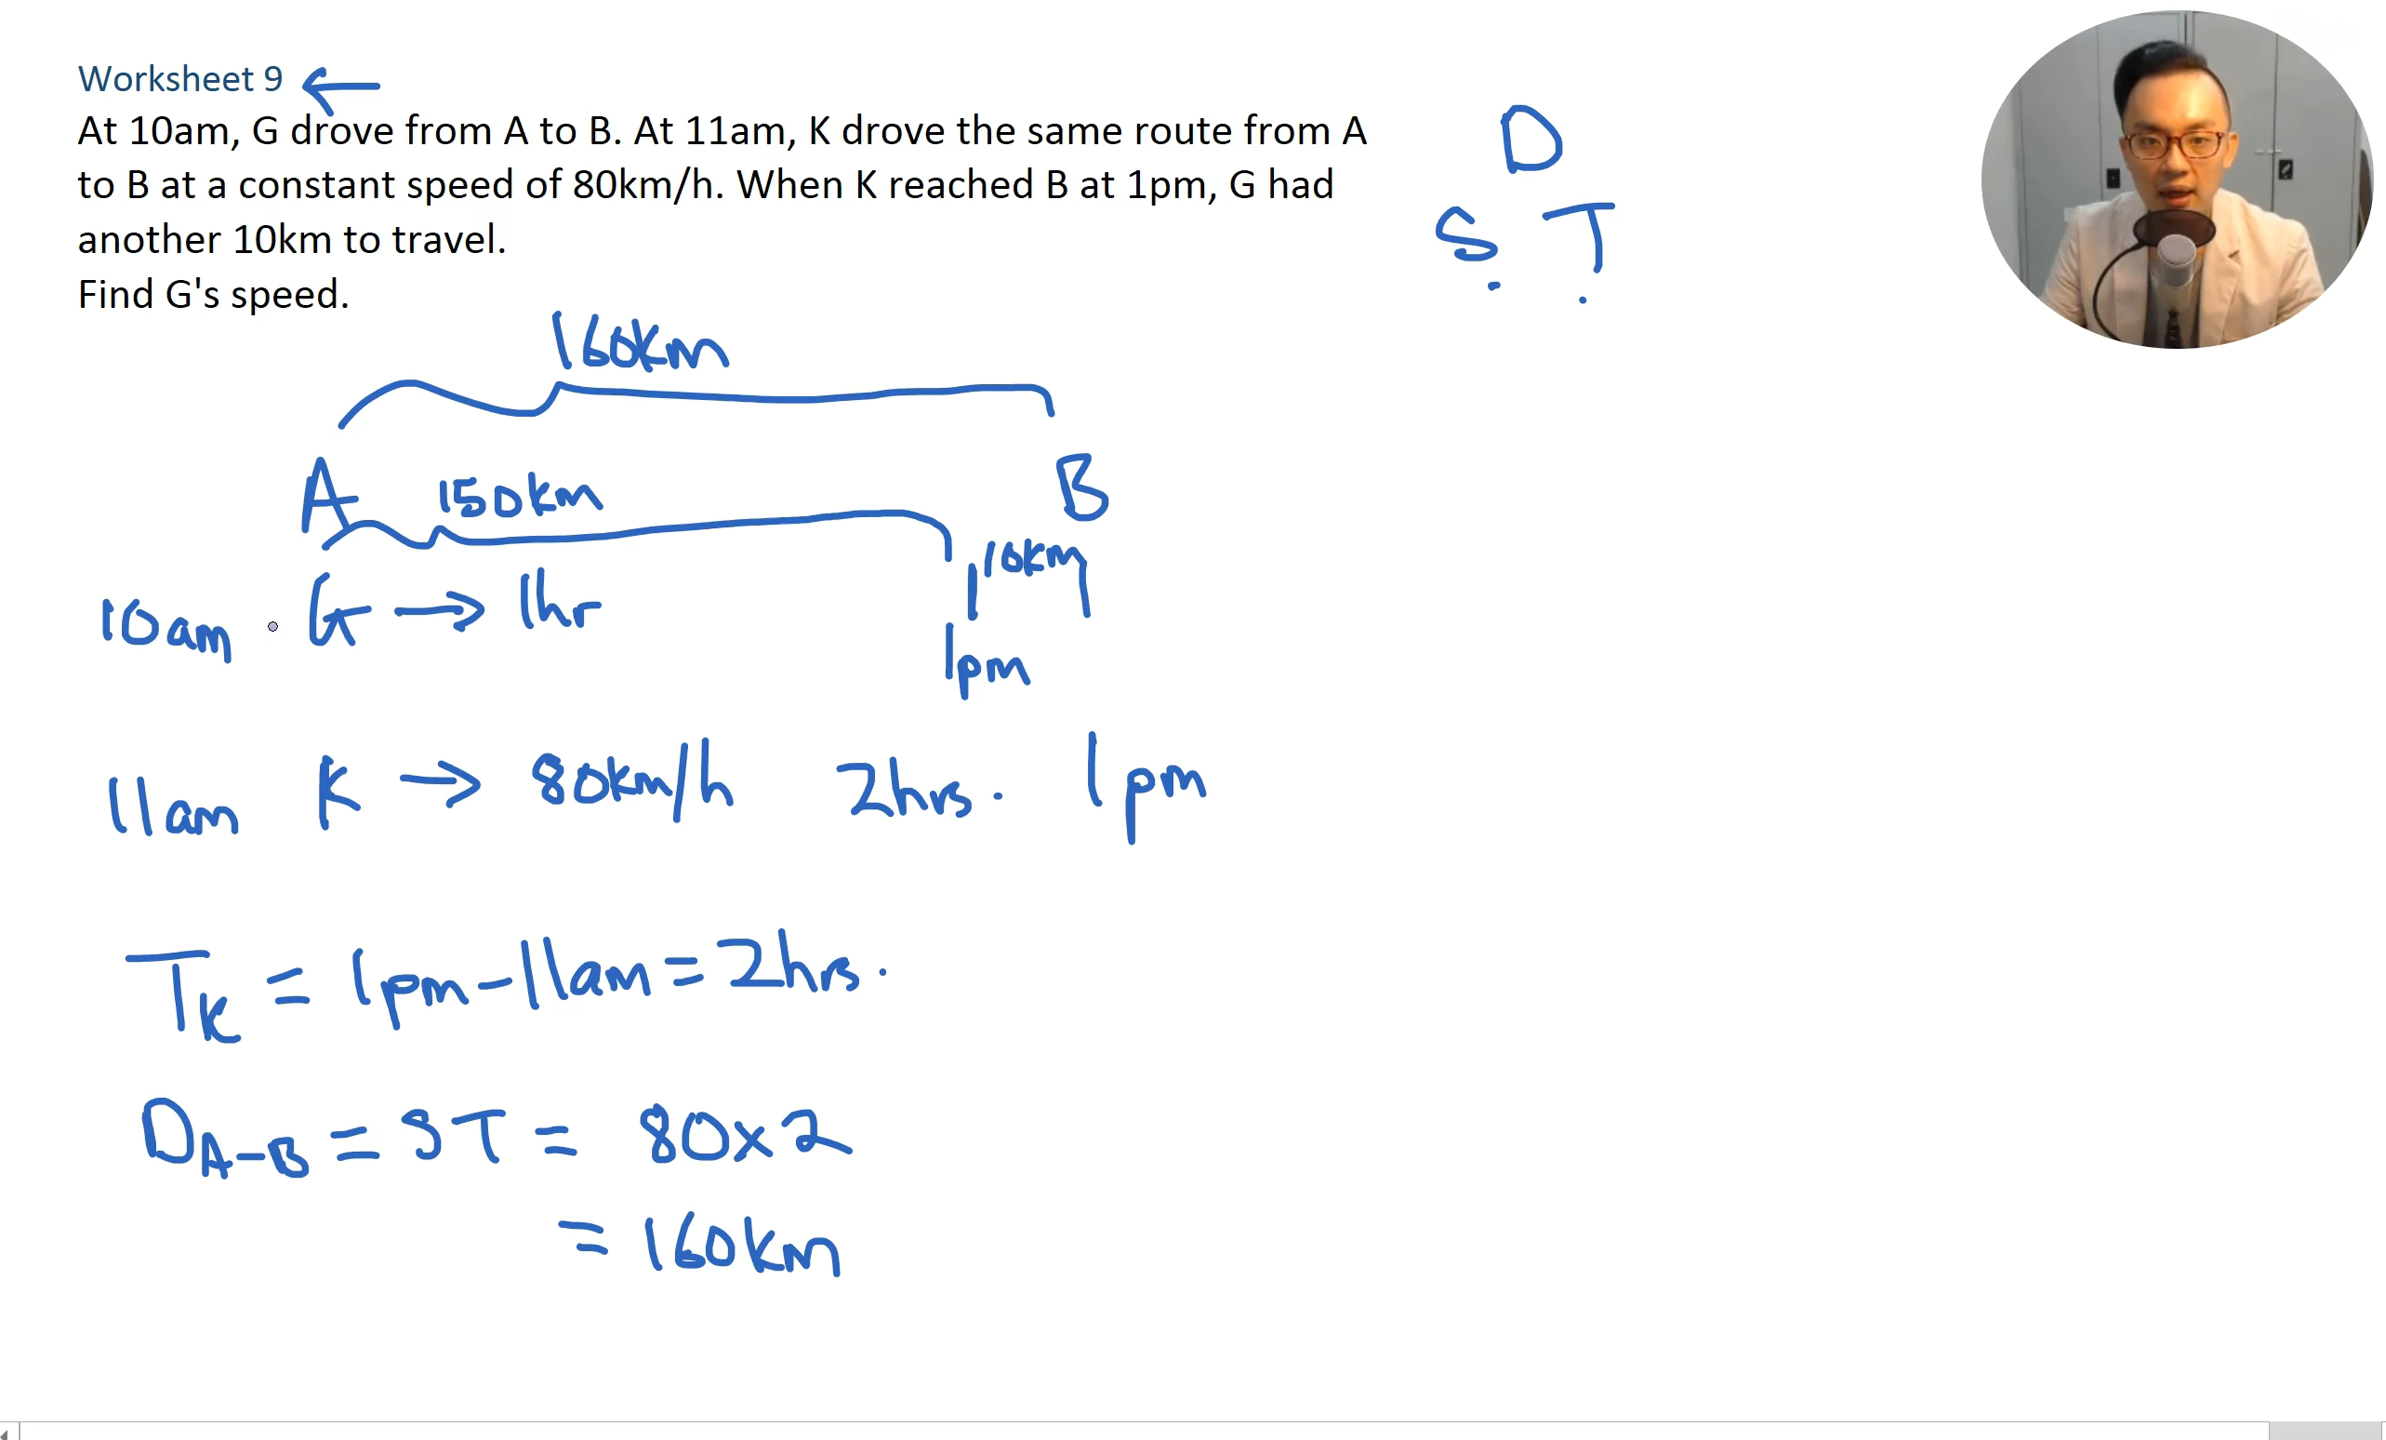 Worksheet 9 ←
At 10am, G drove from A to B. At 11am, K drove the same route from A
to B at a constant speed of 80km/h. When K reached B at 1pm, G had
another 10km to travel.
Find G's speed.
D
S T
160km
A 150km B
10km
10am · G → 1hr
1pm
11am K → 80km/h 2hrs. 1pm
TK = 1pm - 11am = 2hrs.
DA-B = ST = 80x2
= 160km